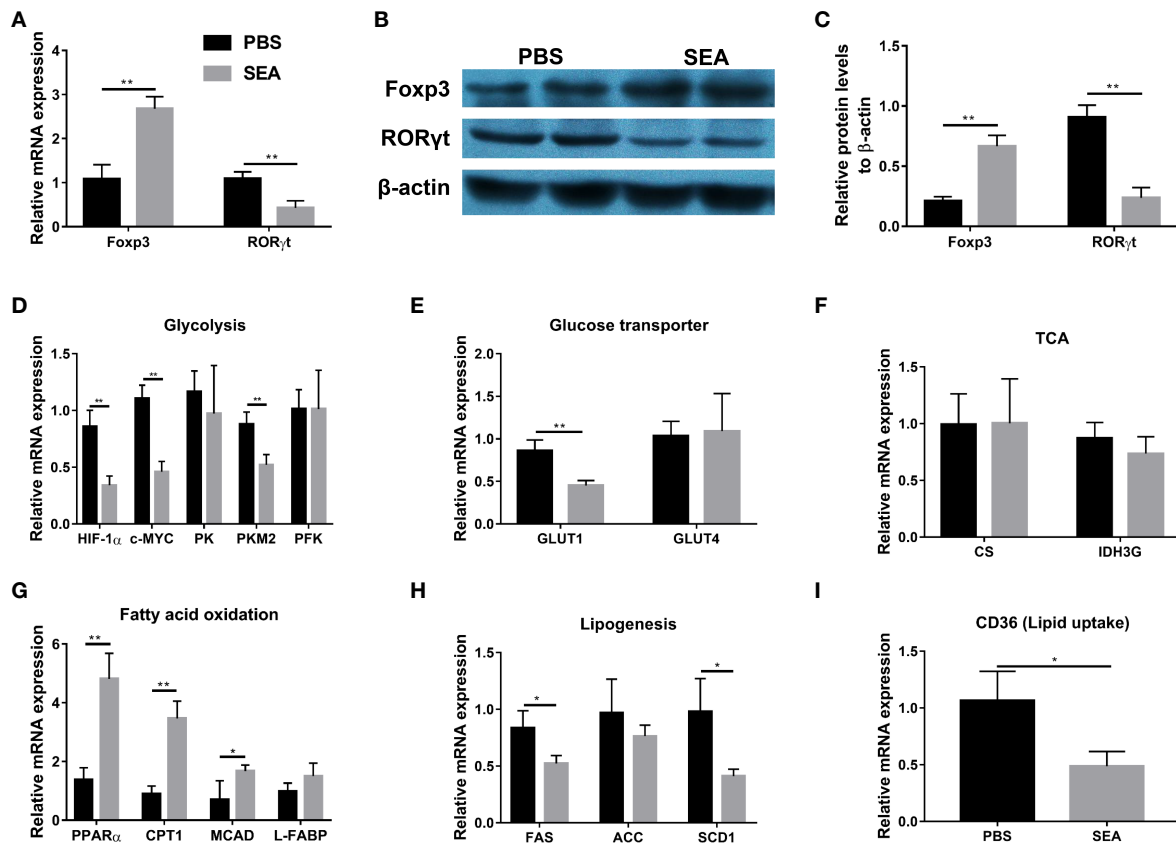 A
Relative mRNA expression
4
3
2
1
0
PBS
SEA
**
**
Foxp3
RORγt
B
PBS SEA
Foxp3
RORγt
β-actin
C
Relative protein levels
to β-actin
1.5
1.0
0.5
0.0
**
**
Foxp3
RORγt
D
Glycolysis
Relative mRNA expression
1.5
1.0
0.5
0.0
**
**
**
HIF-1α c-MYC PK PKM2 PFK
E
Glucose transporter
Relative mRNA expression
2.0
1.5
1.0
0.5
0.0
**
GLUT1 GLUT4
F
TCA
Relative mRNA expression
1.5
1.0
0.5
0.0
CS IDH3G
G
Fatty acid oxidation
Relative mRNA expression
6
4
2
0
**
**
*
PPARα CPT1 MCAD L-FABP
H
Lipogenesis
Relative mRNA expression
1.5
1.0
0.5
0.0
*
*
FAS ACC SCD1
I
CD36 (Lipid uptake)
Relative mRNA expression
1.5
1.0
0.5
0.0
*
PBS SEA